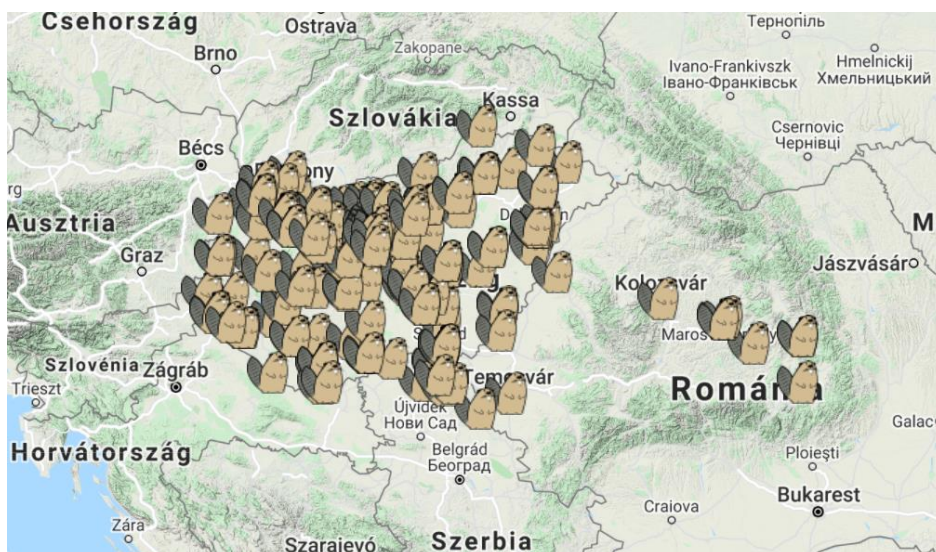 Csehország
Ostrava
Brno
Zakopane
Тернопіль
Ivano-Frankivszk
Івано-Франківськ
Hmelnickij
Хмельницький
Szlovákia
Kassa
Csernovic
Чернівці
Bécs
Ausztria
Graz
Kolozsvár
Jászvásár
Szlovénia
Zágráb
Trieszt
Temesvár
Románia
Újvidék
Нови Сад
Galac
Horvátország
Belgrád
Београд
Ploiești
Craiova
Bukarest
Zára
Szarajevó
Szerbia